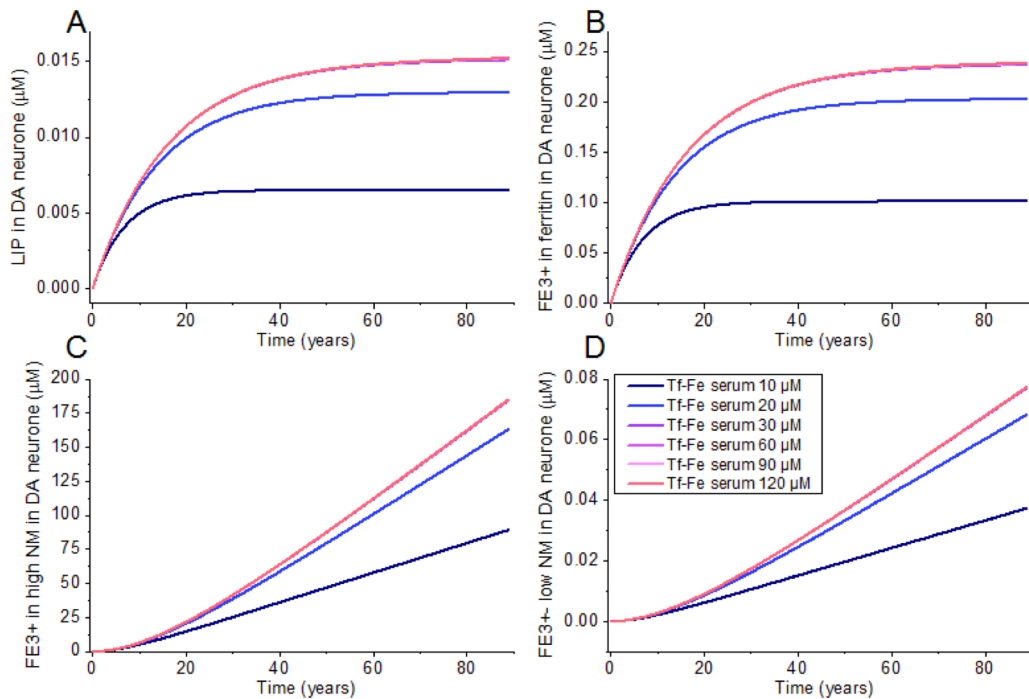 A
LIP in DA neurone (µM)
0.015
0.010
0.005
0.000
0
20
40
60
80
Time (years)
B
FE3+ in ferritin in DA neurone (µM)
0.25
0.20
0.15
0.10
0.05
0.00
0
20
40
60
80
Time (years)
C
FE3+ in high NM in DA neurone (µM)
200
175
150
125
100
75
50
25
0
0
20
40
60
80
Time (years)
D
FE3+~ low NM in DA neurone (µM)
0.08
0.06
0.04
0.02
0.00
0
20
40
60
80
Time (years)
Tf-Fe serum 10 µM
Tf-Fe serum 20 µM
Tf-Fe serum 30 µM
Tf-Fe serum 60 µM
Tf-Fe serum 90 µM
Tf-Fe serum 120 µM